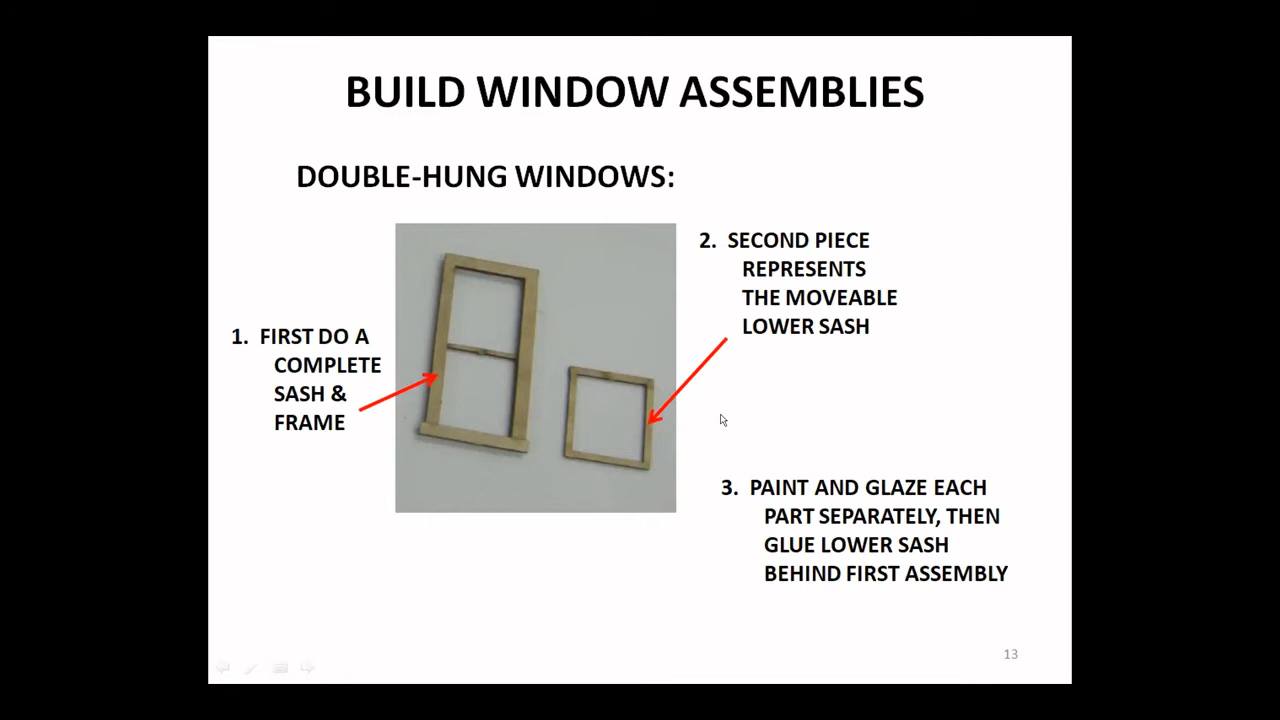 BUILD WINDOW ASSEMBLIES
DOUBLE-HUNG WINDOWS:
1. FIRST DO A
COMPLETE
SASH &
FRAME
2. SECOND PIECE
REPRESENTS
THE MOVEABLE
LOWER SASH
3. PAINT AND GLAZE EACH
PART SEPARATELY, THEN
GLUE LOWER SASH
BEHIND FIRST ASSEMBLY
13